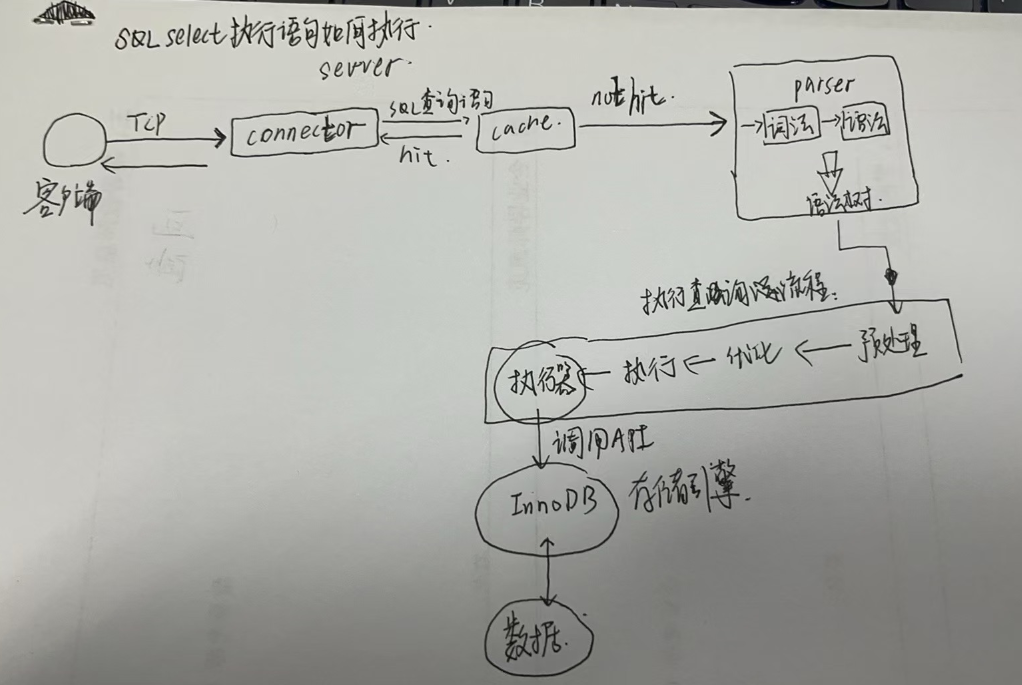 SQL select 执行语句如何执行.
server.
TCP
客户端
connector
SQL查询语句
hit.
cache.
not hit.
parser
词法
语法
语法树.
执行查询流程.
预处理
优化
执行
执行器
调用API
InnoDB
存储引擎.
数据.